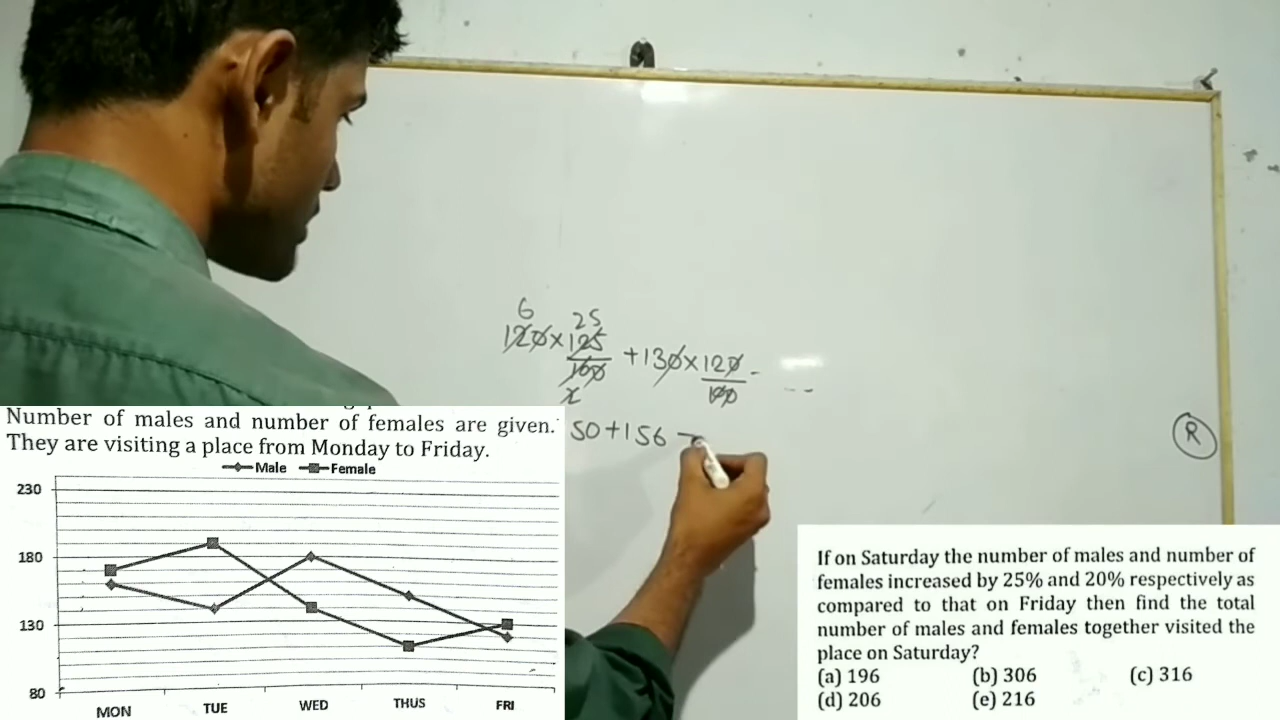 6 25
120 × 125/100 + 130 × 120/100 -
2
50 + 156 -
R
Number of males and number of females are given.
They are visiting a place from Monday to Friday.
Male Female
230
180
130
80
MON TUE WED THUS FRI
If on Saturday the number of males and number of
females increased by 25% and 20% respectively as
compared to that on Friday then find the total
number of males and females together visited the
place on Saturday?
(a) 196 (b) 306 (c) 316
(d) 206 (e) 216